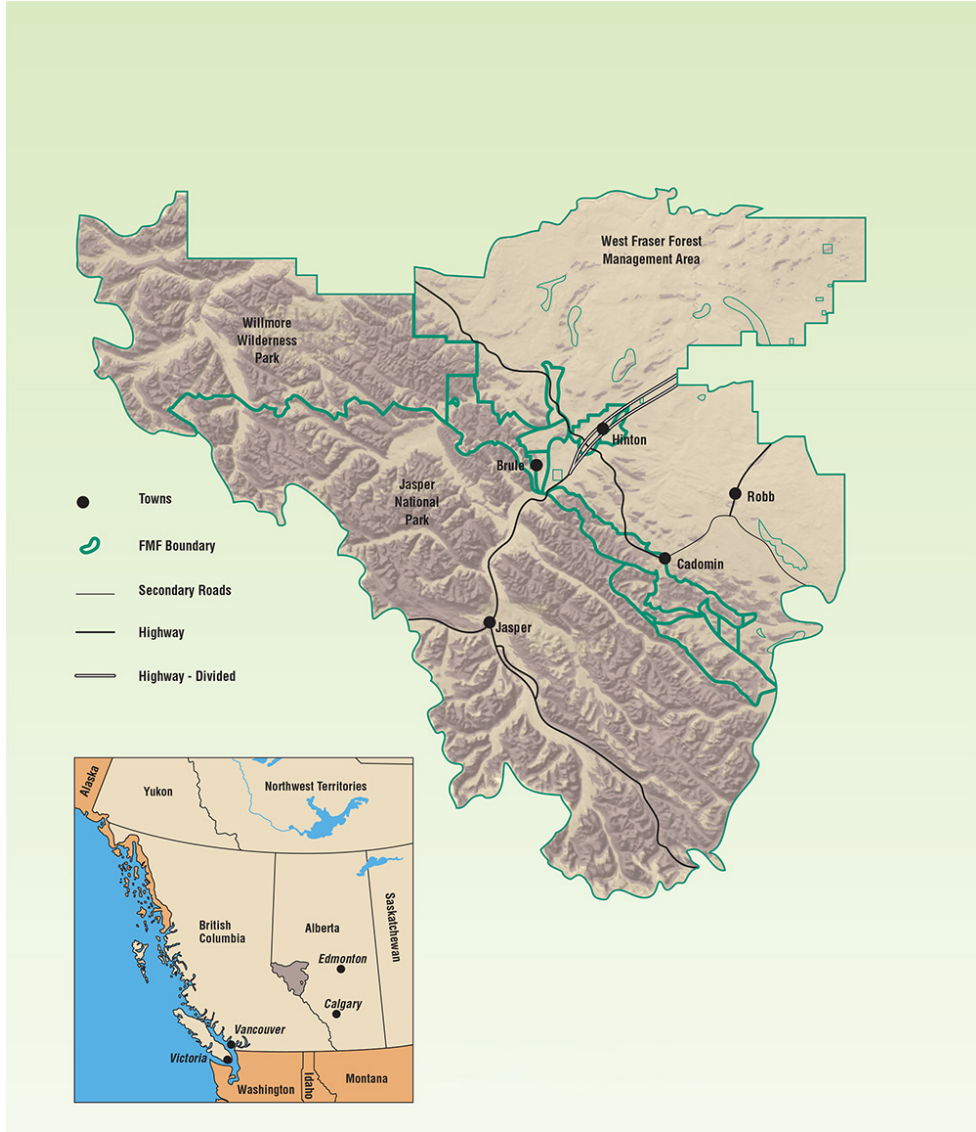 West Fraser Forest
Management Area
Willmore
Wilderness
Park
Hinton
Brule
Jasper
National
Park
Robb
Cadomin
Jasper
Towns
FMF Boundary
Secondary Roads
Highway
Highway - Divided
Alaska
Yukon
Northwest Territories
British
Columbia
Alberta
Saskatchewan
Edmonton
Calgary
Vancouver
Victoria
Washington
Idaho
Montana